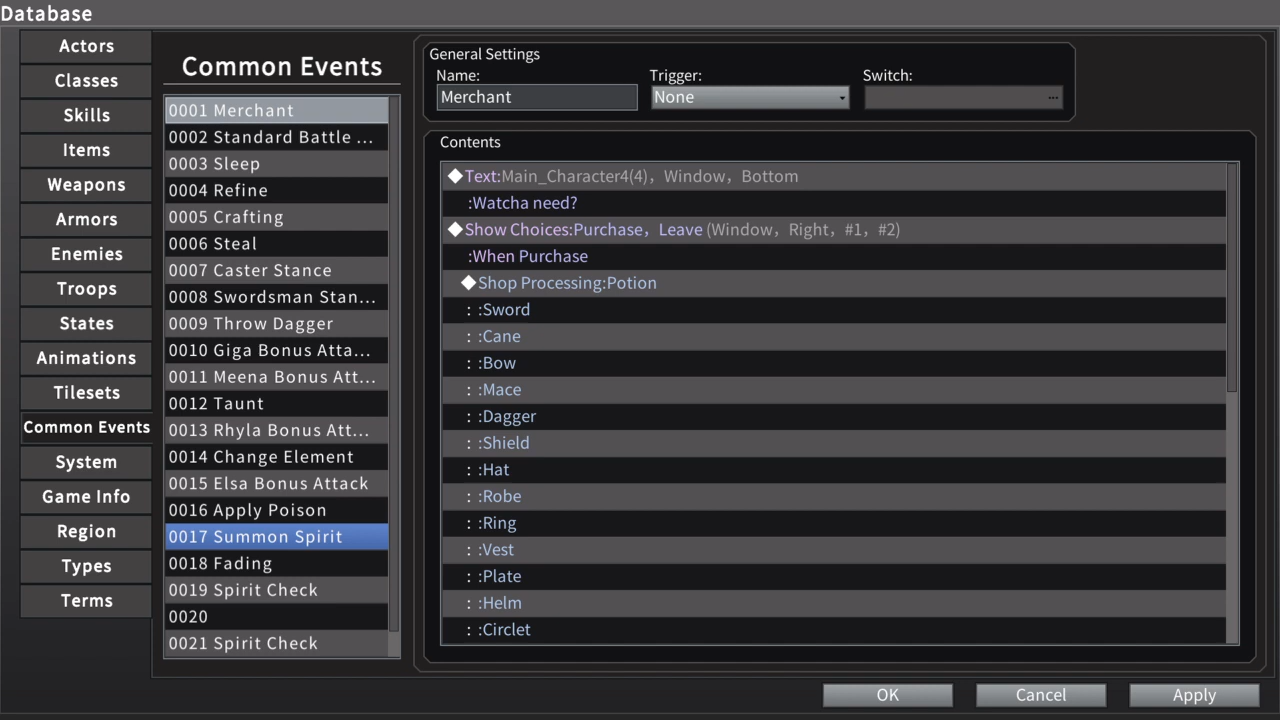 Database
Actors
Classes
Skills
Items
Weapons
Armors
Enemies
Troops
States
Animations
Tilesets
Common Events
System
Game Info
Region
Types
Terms
Common Events
0001 Merchant
0002 Standard Battle ...
0003 Sleep
0004 Refine
0005 Crafting
0006 Steal
0007 Caster Stance
0008 Swordsman Stan...
0009 Throw Dagger
0010 Giga Bonus Atta...
0011 Meena Bonus Att...
0012 Taunt
0013 Rhyla Bonus Att...
0014 Change Element
0015 Elsa Bonus Attack
0016 Apply Poison
0017 Summon Spirit
0018 Fading
0019 Spirit Check
0020
0021 Spirit Check
General Settings
Name: Trigger: Switch:
Merchant None ...
Contents
◆Text:Main_Character4(4), Window, Bottom
:Watcha need?
◆Show Choices:Purchase, Leave (Window, Right, #1, #2)
:When Purchase
◆Shop Processing:Potion
: :Sword
: :Cane
: :Bow
: :Mace
: :Dagger
: :Shield
: :Hat
: :Robe
: :Ring
: :Vest
: :Plate
: :Helm
: :Circlet
OK Cancel Apply